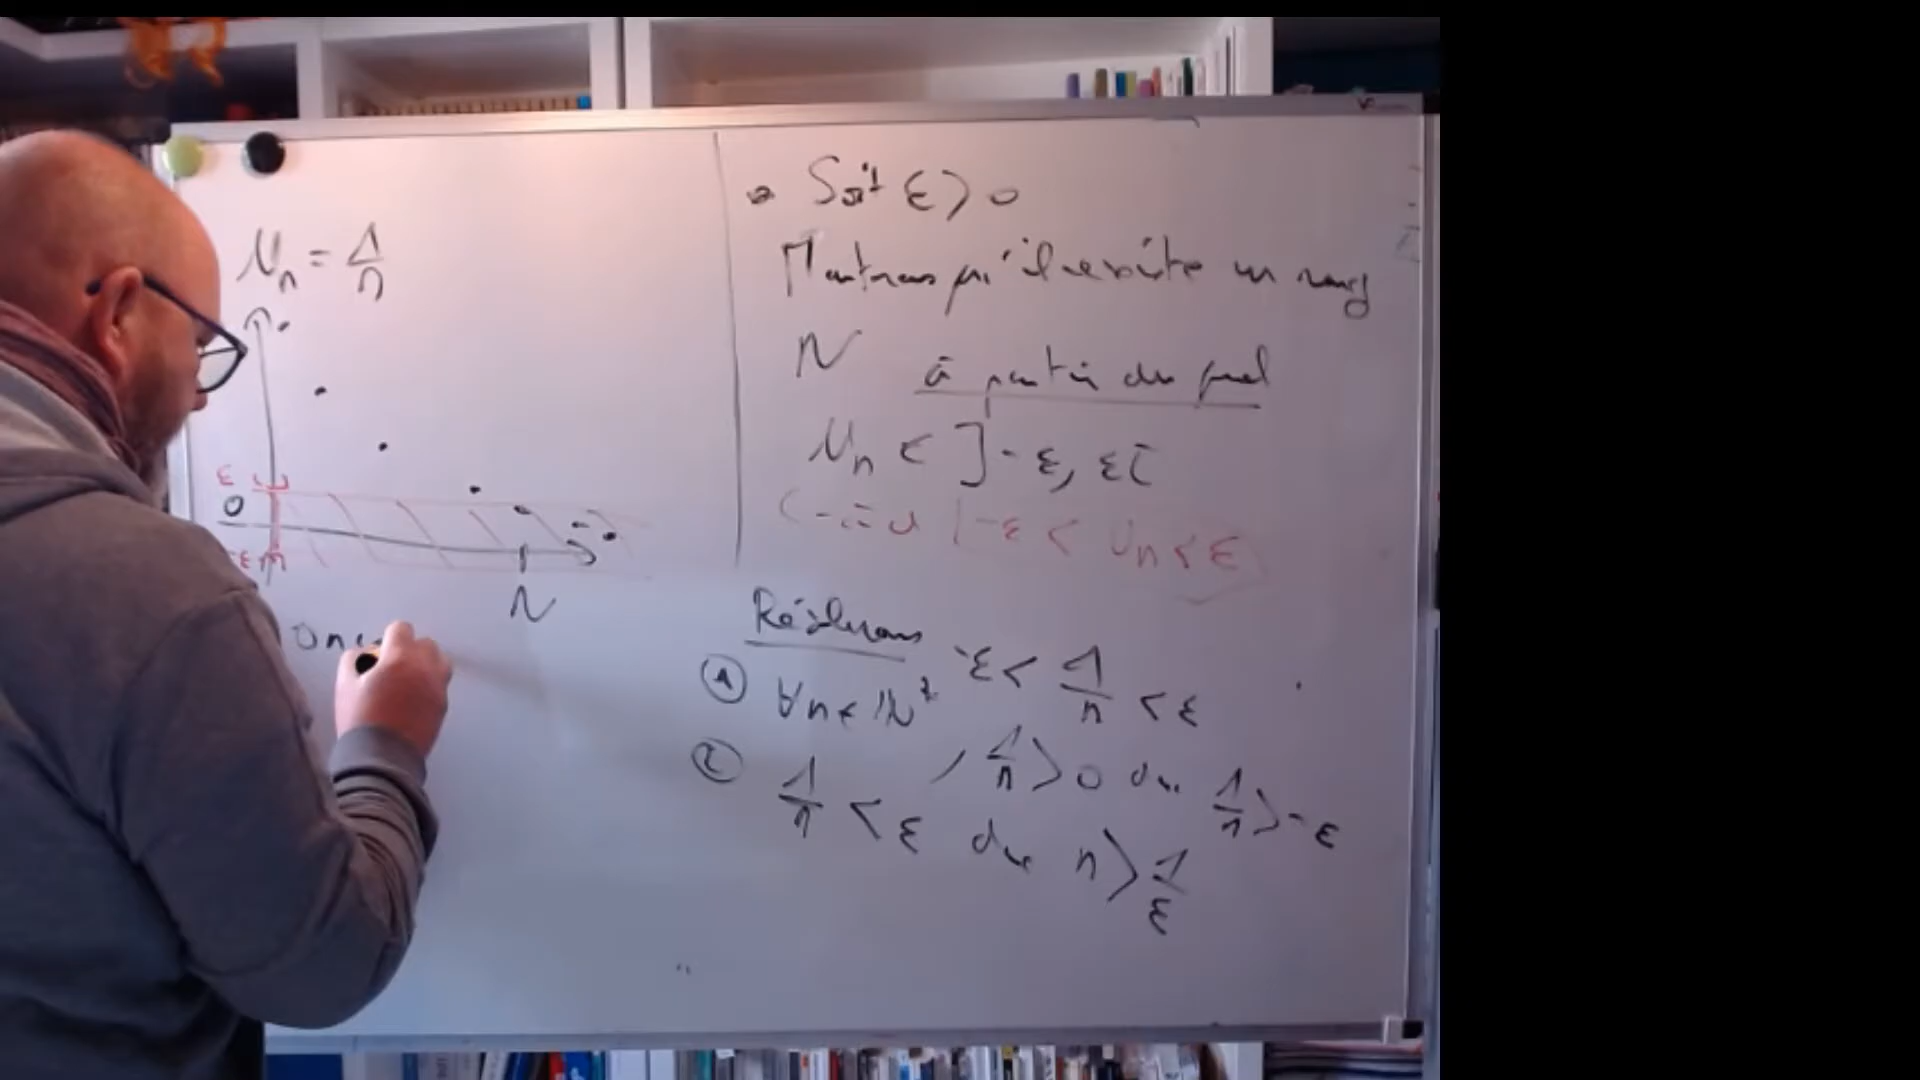 Un = 1/n
ε
0
-ε
N
Donc
• Soit ε > 0
Montrons qu'il existe un rang
N à partir duquel
Un ∈ ]-ε, ε[
-ε < Un < ε
Résolvons -ε < 1/n < ε
① ∀n ∈ ℕ*, 1/n > 0 donc 1/n > -ε
② 1/n < ε donc n > 1/ε